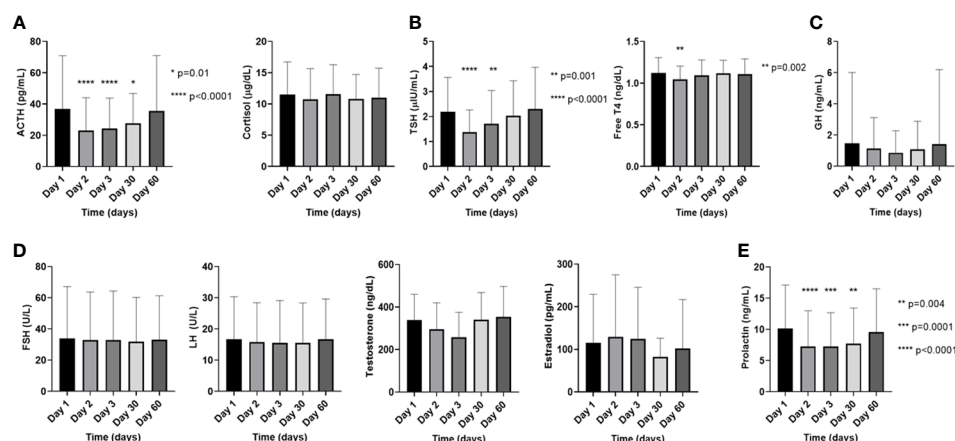 A
ACTH (pg/mL)
80
60
40
20
0
**** **** *
Day 1 Day 2 Day 3 Day 30 Day 60
Time (days)
* p=0.01
**** p<0.0001
Cortisol (µg/dL)
20
15
10
5
0
Day 1 Day 2 Day 3 Day 30 Day 60
Time (days)
B
TSH (µIU/mL)
5
4
3
2
1
0
**** **
Day 1 Day 2 Day 3 Day 30 Day 60
Time (days)
** p=0.001
**** p<0.0001
Free T4 (ng/dL)
1.5
1.0
0.5
0.0
**
Day 1 Day 2 Day 3 Day 30 Day 60
Time (days)
** p=0.002
C
GH (ng/mL)
8
6
4
2
0
Day 1 Day 2 Day 3 Day 30 Day 60
Time (days)
D
FSH (U/L)
80
60
40
20
0
Day 1 Day 2 Day 3 Day 30 Day 60
Time (days)
LH (U/L)
40
30
20
10
0
Day 1 Day 2 Day 3 Day 30 Day 60
Time (days)
Testosterone (ng/dL)
600
400
200
0
Day 1 Day 2 Day 3 Day 30 Day 60
Time (days)
Estradiol (pg/mL)
300
200
100
0
Day 1 Day 2 Day 3 Day 30 Day 60
Time (days)
E
Prolactin (ng/mL)
20
15
10
5
0
**** *** **
Day 1 Day 2 Day 3 Day 30 Day 60
Time (days)
** p=0.004
*** p=0.0001
**** p<0.0001